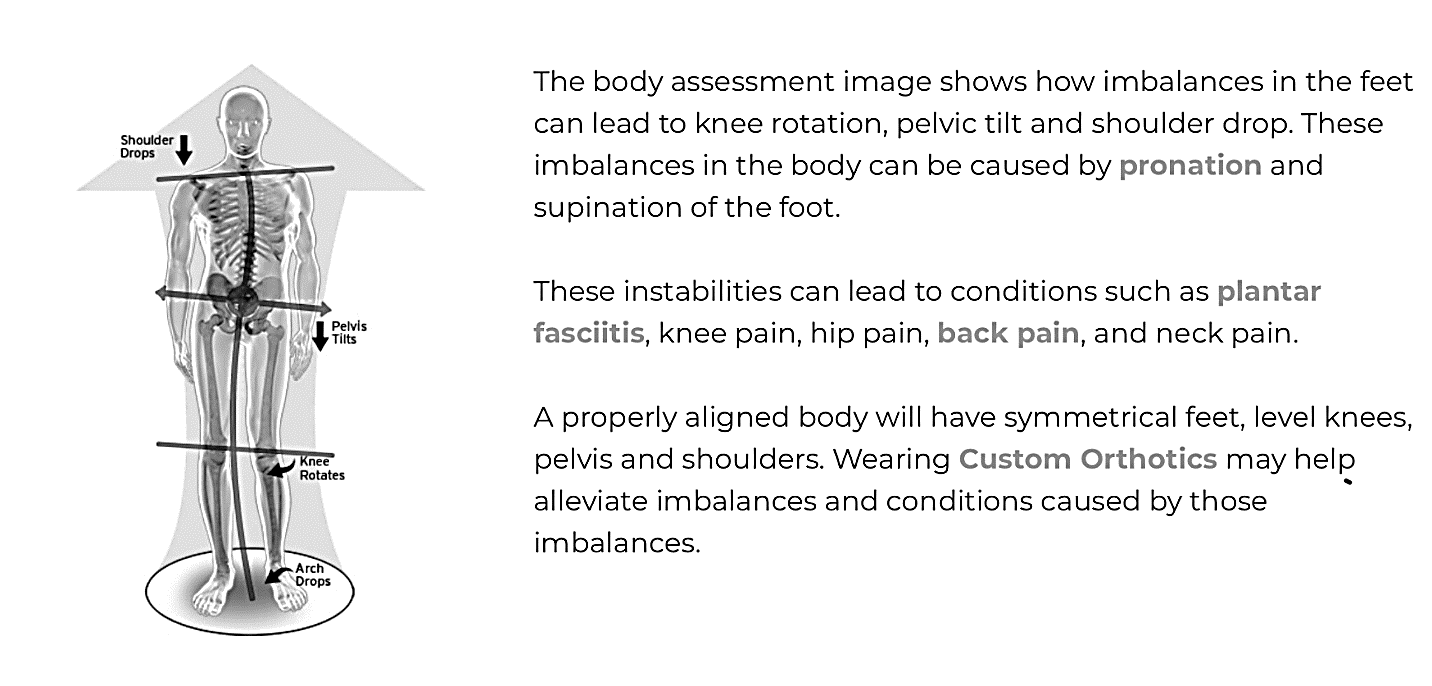 Shoulder
Drops
Pelvis
Tilts
Knee
Rotates
Arch
Drops
The body assessment image shows how imbalances in the feet
can lead to knee rotation, pelvic tilt and shoulder drop. These
imbalances in the body can be caused by pronation and
supination of the foot.
These instabilities can lead to conditions such as plantar
fasciitis, knee pain, hip pain, back pain, and neck pain.
A properly aligned body will have symmetrical feet, level knees,
pelvis and shoulders. Wearing Custom Orthotics may help
alleviate imbalances and conditions caused by those
imbalances.